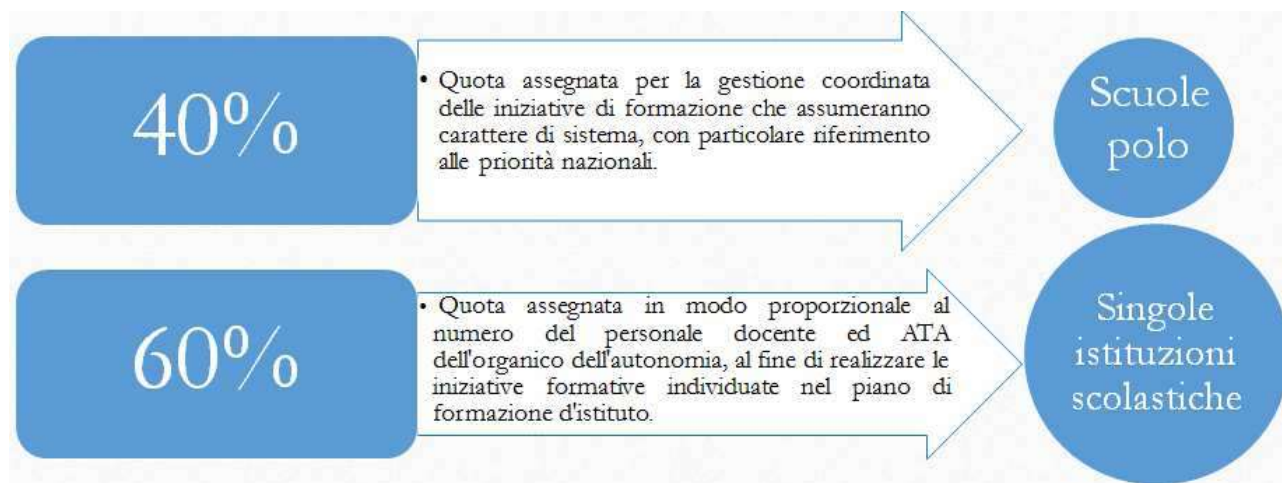 40%
• Quota assegnata per la gestione coordinata
delle iniziative di formazione che assumeranno
carattere di sistema, con particolare riferimento
alle priorità nazionali.
Scuole
polo
60%
• Quota assegnata in modo proporzionale al
numero del personale docente ed ATA
dell'organico dell'autonomia, al fine di realizzare le
iniziative formative individuate nel piano di
formazione d'istituto.
Singole
istituzioni
scolastiche